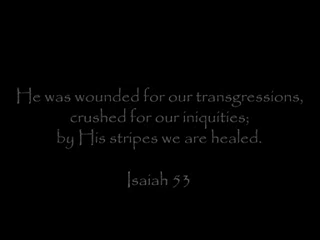 He was wounded for our transgressions,
crushed for our iniquities;
by His stripes we are healed.
Isaiah 53